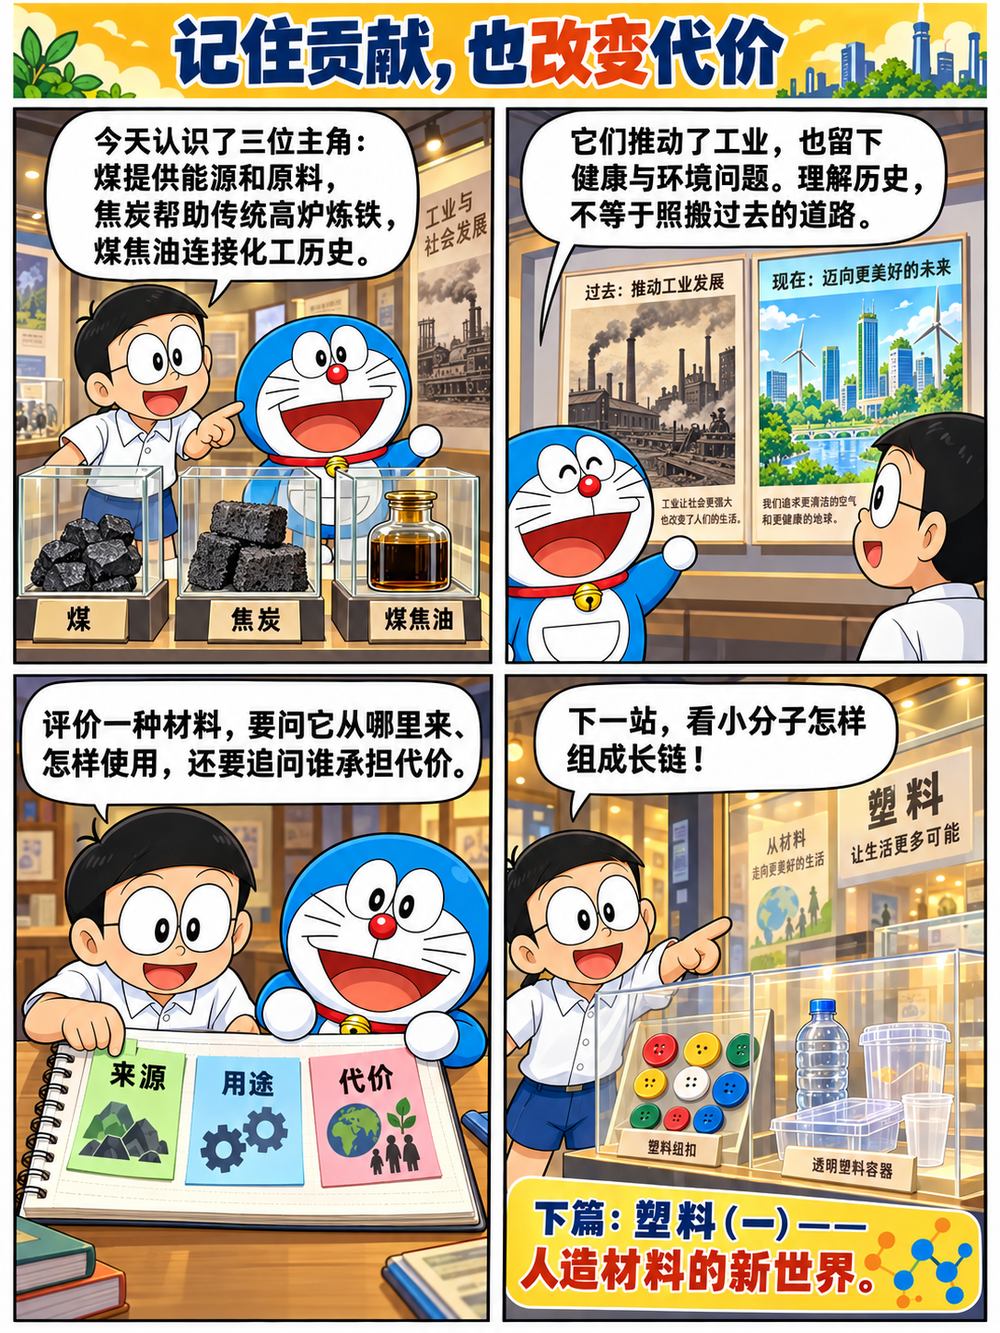 记住贡献，也改变代价
今天认识了三位主角：
煤提供能源和原料，
焦炭帮助传统高炉炼铁，
煤焦油连接化工历史。
工业与
社会发展
煤
焦炭
煤焦油
它们推动了工业，也留下
健康与环境问题。理解历史，
不等于照搬过去的道路。
过去：推动工业发展
工业让社会更强大
也改变了人们的生活。
现在：迈向更美好的未来
我们追求更清洁的空气
和更健康的地球。
评价一种材料，要问它从哪里来、
怎样使用，还要追问谁承担代价。
来源
用途
代价
下一站，看小分子怎样
组成长链！
塑料
让生活更多可能
从材料
走向更美好的生活
塑料纽扣
透明塑料容器
下篇：塑料（一）——
人造材料的新世界。